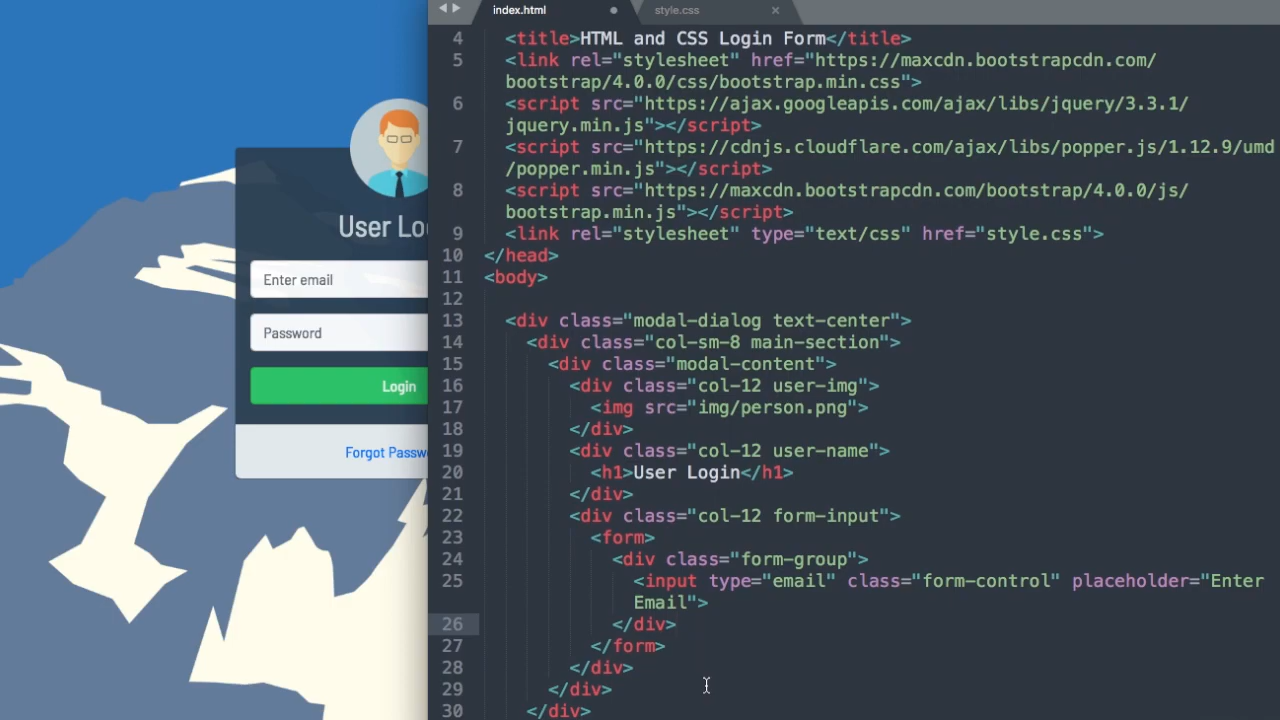 index.html
style.css
4 <title>HTML and CSS Login Form</title>
5 <link rel="stylesheet" href="https://maxcdn.bootstrapcdn.com/
bootstrap/4.0.0/css/bootstrap.min.css">
6 <script src="https://ajax.googleapis.com/ajax/libs/jquery/3.3.1/
jquery.min.js"></script>
7 <script src="https://cdnjs.cloudflare.com/ajax/libs/popper.js/1.12.9/umd
/popper.min.js"></script>
8 <script src="https://maxcdn.bootstrapcdn.com/bootstrap/4.0.0/js/
bootstrap.min.js"></script>
9 <link rel="stylesheet" type="text/css" href="style.css">
10 </head>
11 <body>
12
13 <div class="modal-dialog text-center">
14 <div class="col-sm-8 main-section">
15 <div class="modal-content">
16 <div class="col-12 user-img">
17 <img src="img/person.png">
18 </div>
19 <div class="col-12 user-name">
20 <h1>User Login</h1>
21 </div>
22 <div class="col-12 form-input">
23 <form>
24 <div class="form-group">
25 <input type="email" class="form-control" placeholder="Enter
Email">
26 </div>
27 </form>
28 </div>
29 </div>
30 </div>
User Lo
Enter email
Password
Login
Forgot Passw